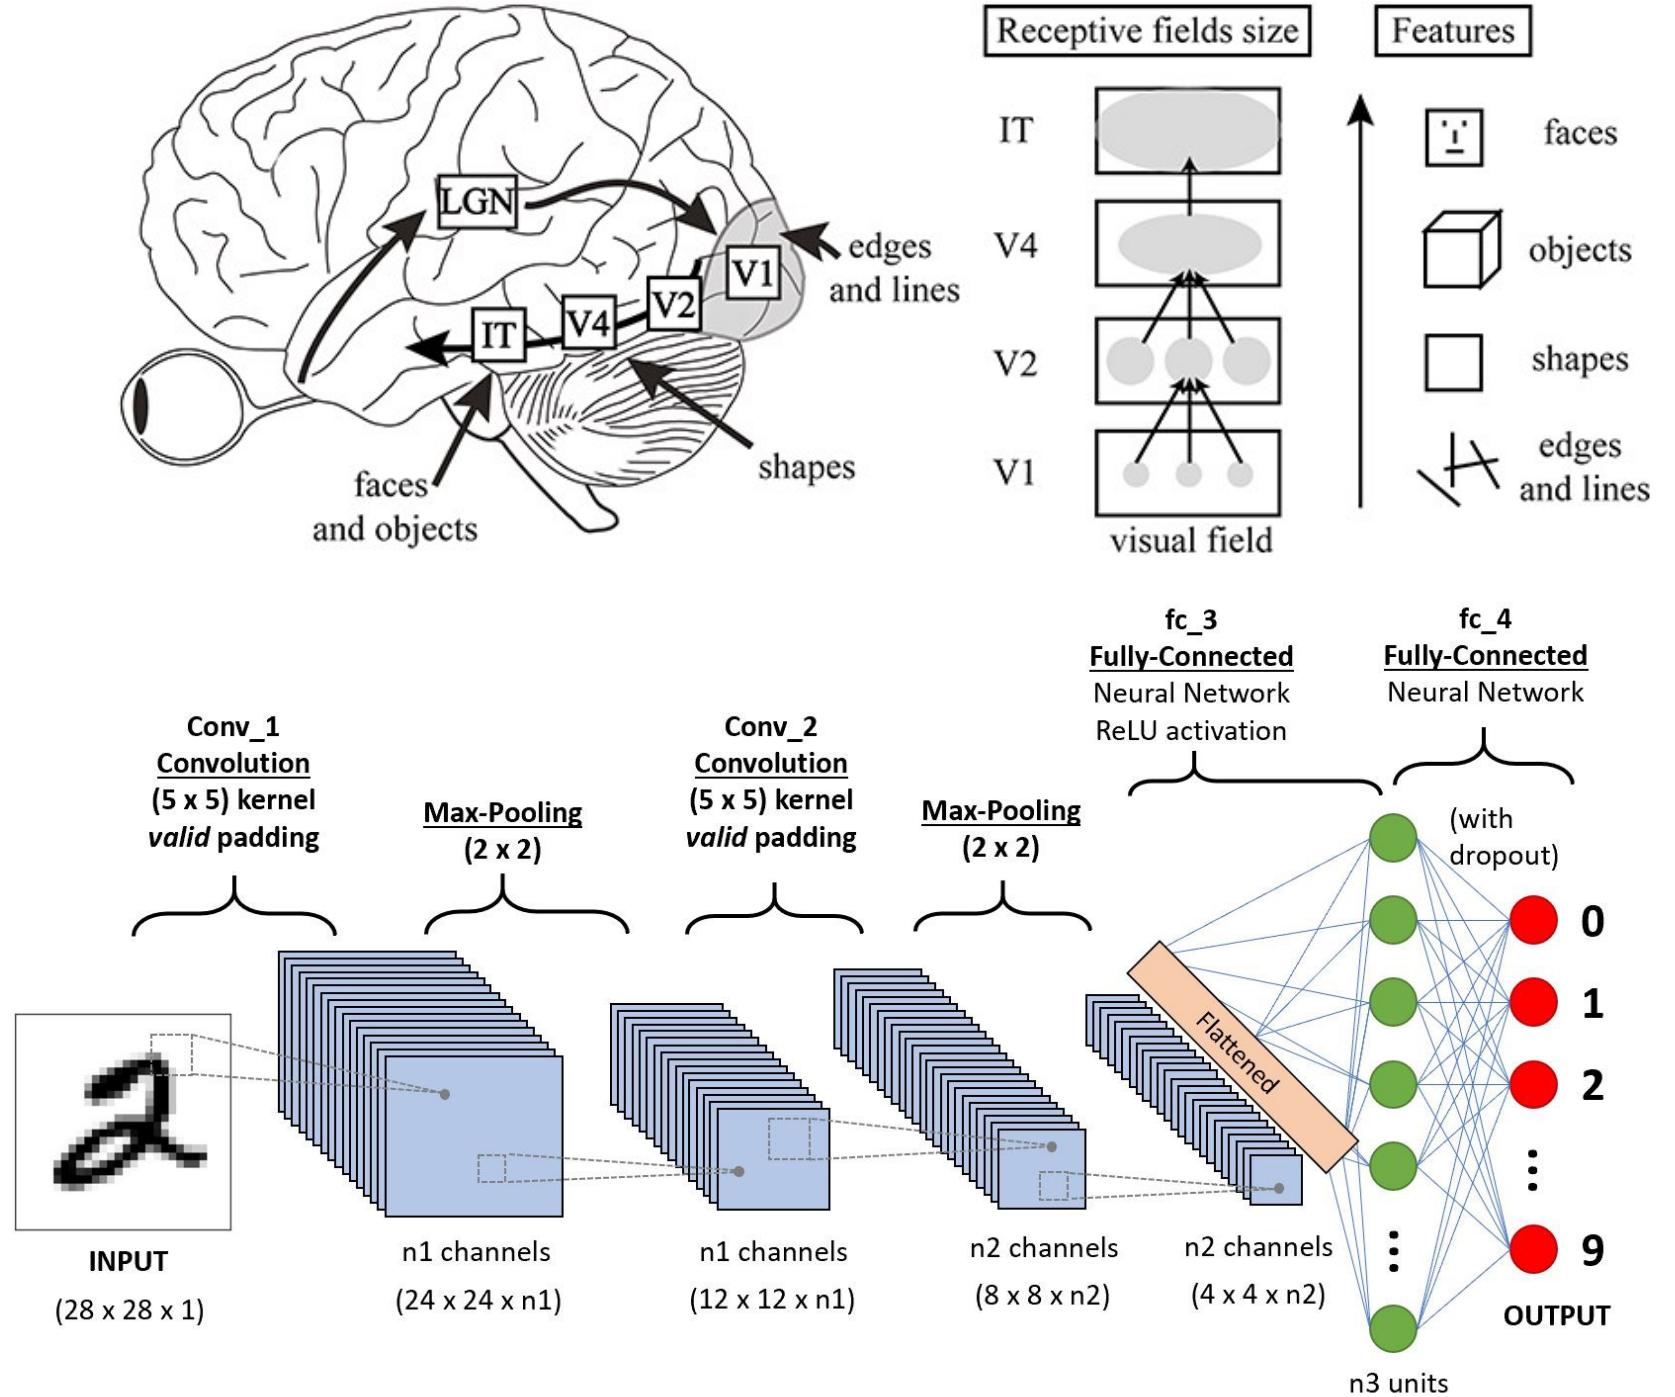 LGN
V1
V2
V4
IT
edges
and lines
shapes
faces
and objects
Receptive fields size
Features
IT
faces
V4
objects
V2
shapes
V1
edges
and lines
visual field
Conv_1
Convolution
(5 x 5) kernel
valid padding
Max-Pooling
(2 x 2)
Conv_2
Convolution
(5 x 5) kernel
valid padding
Max-Pooling
(2 x 2)
fc_3
Fully-Connected
Neural Network
ReLU activation
fc_4
Fully-Connected
Neural Network
(with
dropout)
Flattened
0
1
2
9
OUTPUT
INPUT
(28 x 28 x 1)
n1 channels
(24 x 24 x n1)
n1 channels
(12 x 12 x n1)
n2 channels
(8 x 8 x n2)
n2 channels
(4 x 4 x n2)
n3 units